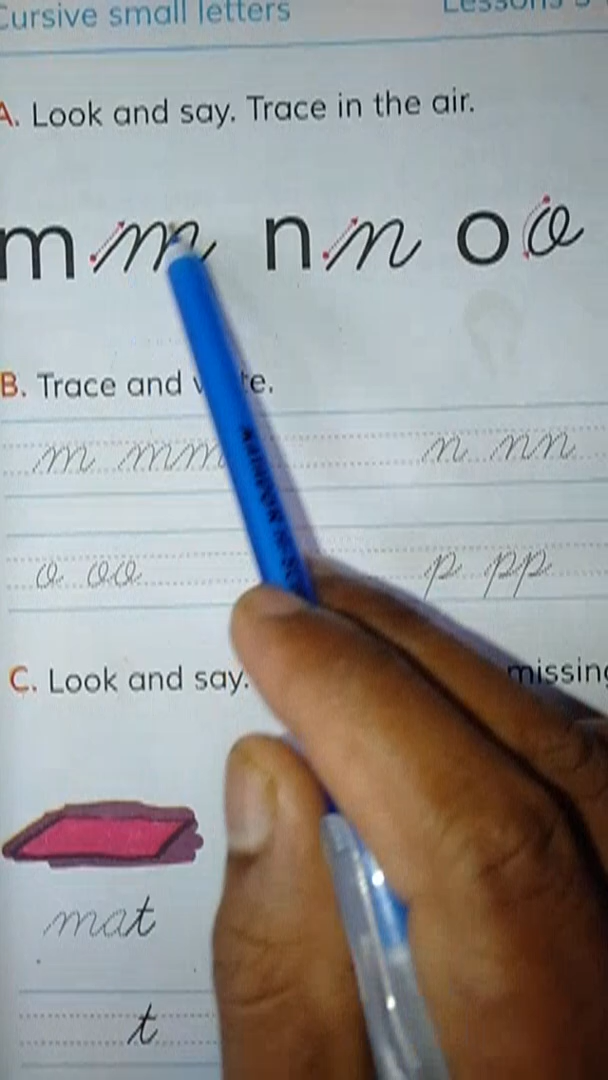 Cursive small letters
A. Look and say. Trace in the air.
m m n n o o
B. Trace and
m mm n nn
o oo p pp
C. Look and say. missing
mat
t